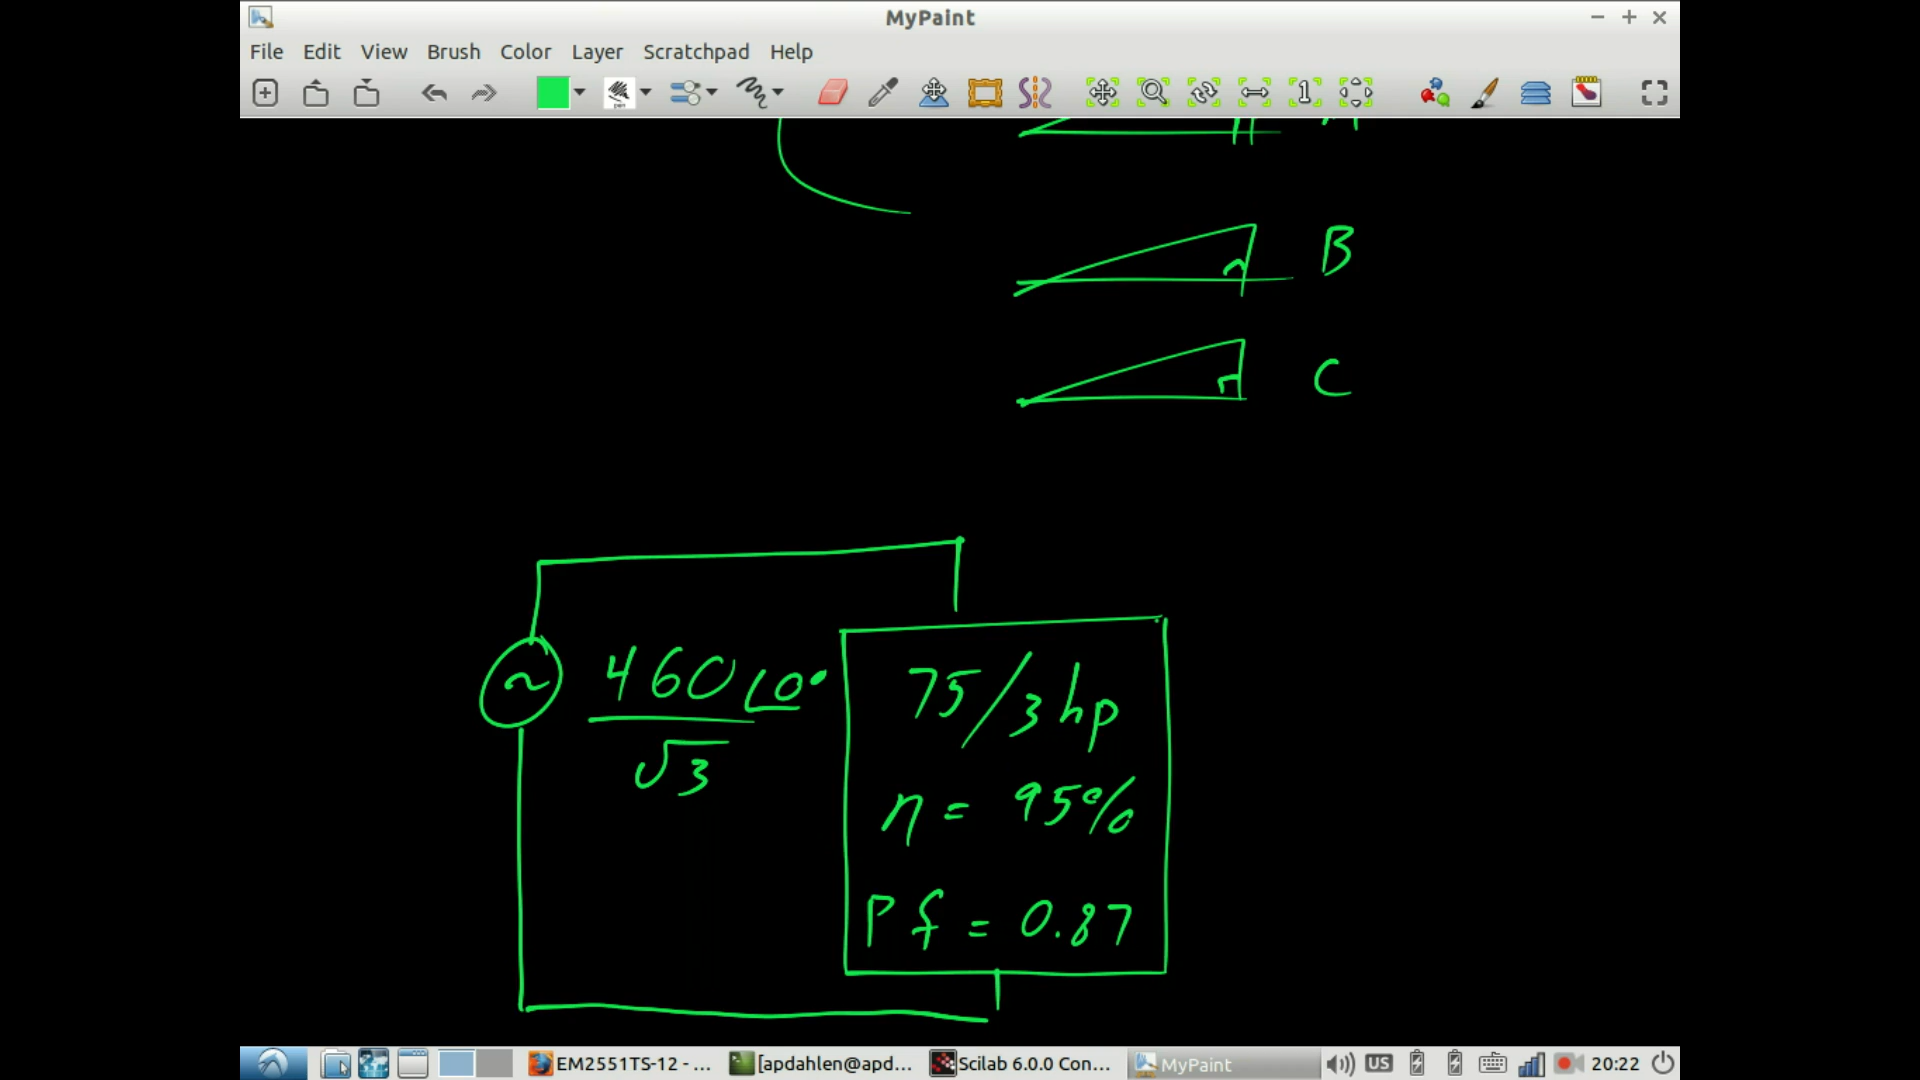 MyPaint
File Edit View Brush Color Layer Scratchpad Help
B
C
460∠0°
√3
75/3 hp
η = 95%
Pf = 0.87
EM2551TS-12 - ...
[apdahlen@apd...
Scilab 6.0.0 Con...
MyPaint
US
20:22